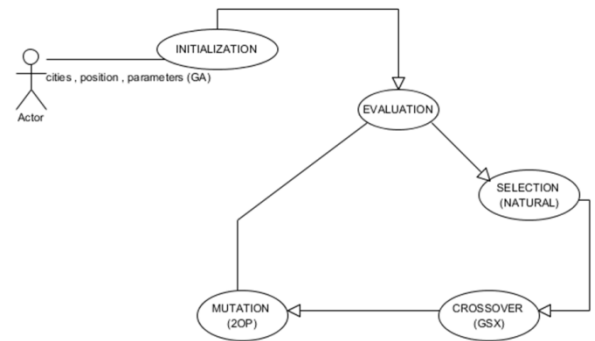 INITIALIZATION
cities , position , parameters (GA)
Actor
EVALUATION
SELECTION
(NATURAL)
MUTATION
(2OP)
CROSSOVER
(GSX)